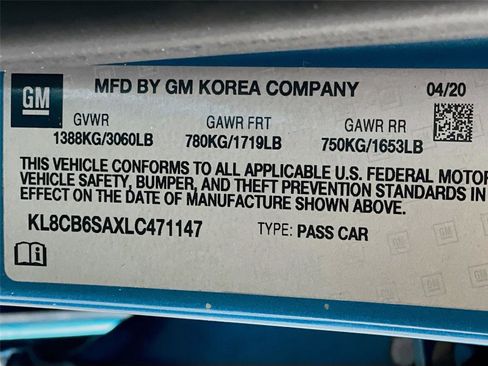 GM
MFD BY GM KOREA COMPANY 04/20
GVWR GAWR FRT GAWR RR
1388KG/3060LB 780KG/1719LB 750KG/1653LB
THIS VEHICLE CONFORMS TO ALL APPLICABLE U.S. FEDERAL MOTOR
VEHICLE SAFETY, BUMPER, AND THEFT PREVENTION STANDARDS IN
EFFECT ON THE DATE OF MANUFACTURE SHOWN ABOVE.
KL8CB6SAXLC471147 TYPE: PASS CAR